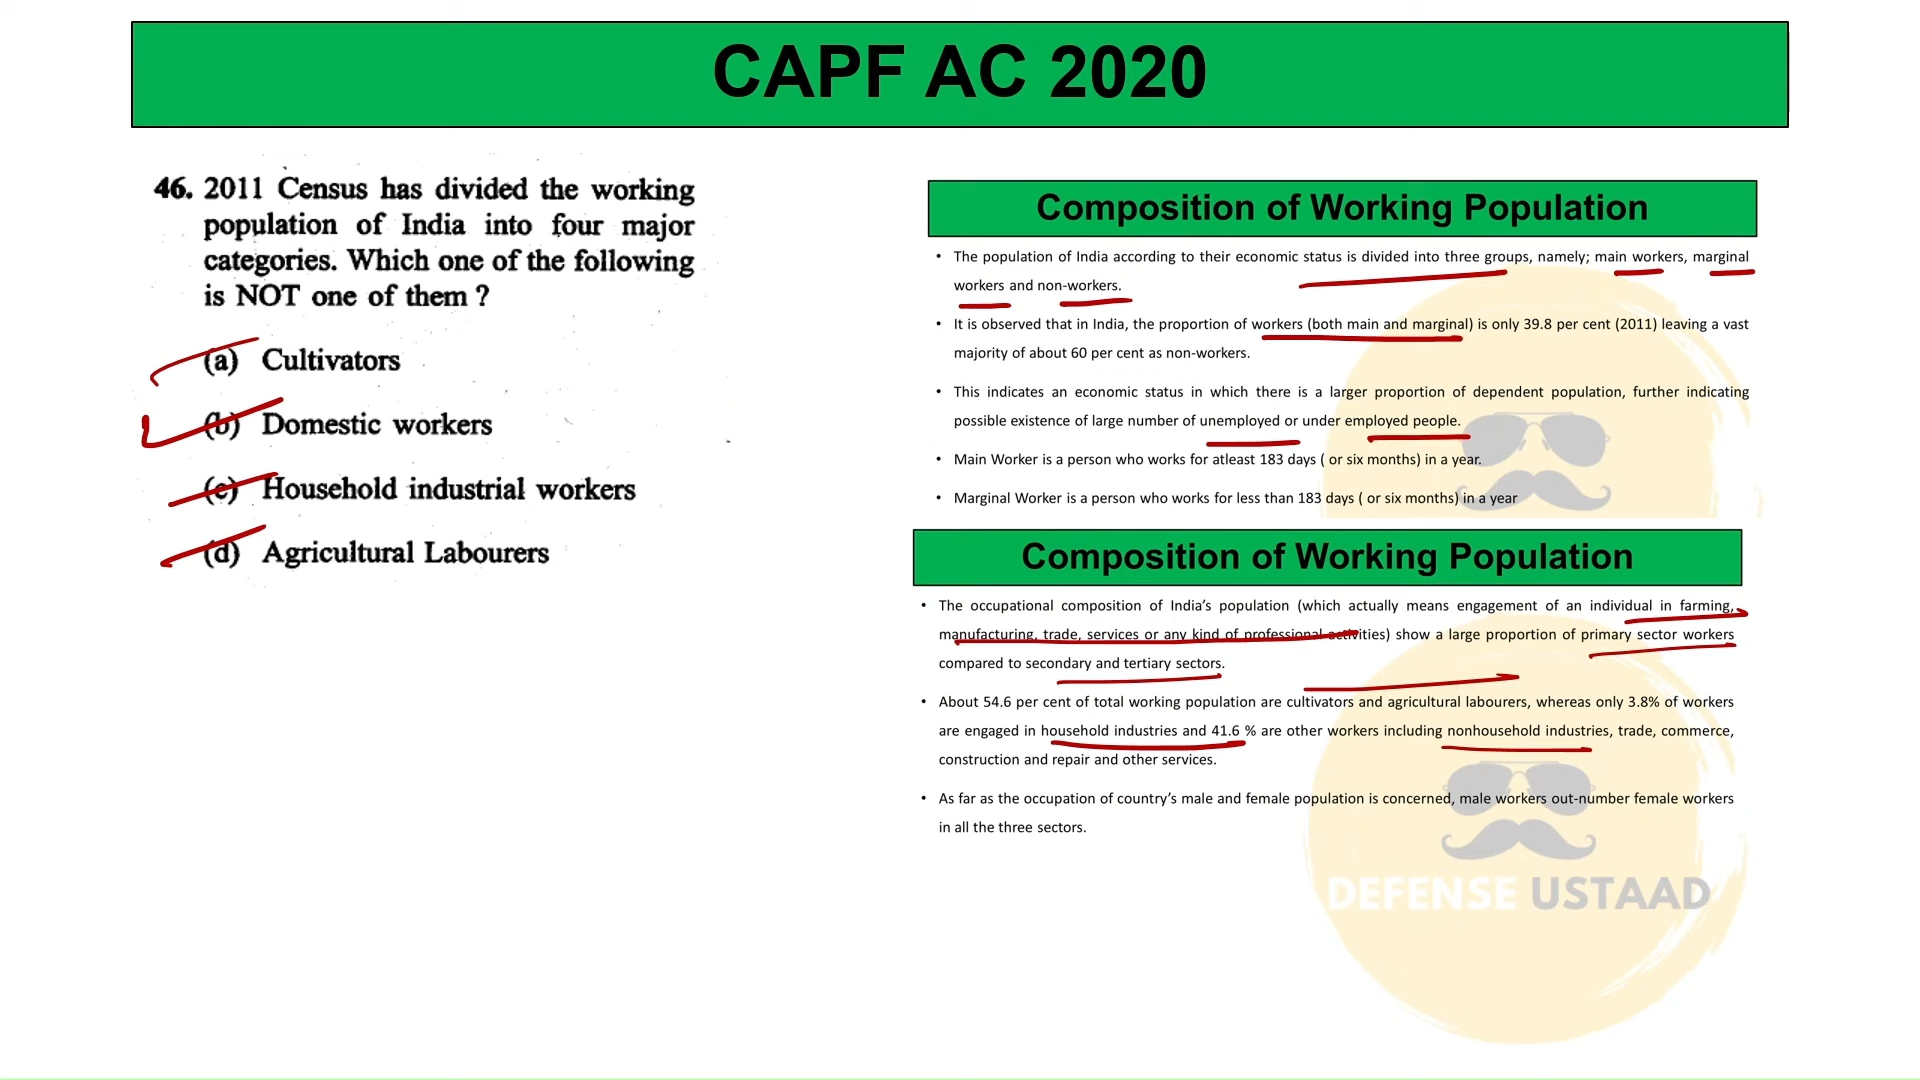 CAPF AC 2020
46. 2011 Census has divided the working
population of India into four major
categories. Which one of the following
is NOT one of them ?
(a) Cultivators
(b) Domestic workers
(c) Household industrial workers
(d) Agricultural Labourers
Composition of Working Population
• The population of India according to their economic status is divided into three groups, namely; main workers, marginal
workers and non-workers.
• It is observed that in India, the proportion of workers (both main and marginal) is only 39.8 per cent (2011) leaving a vast
majority of about 60 per cent as non-workers.
• This indicates an economic status in which there is a larger proportion of dependent population, further indicating
possible existence of large number of unemployed or under employed people.
• Main Worker is a person who works for atleast 183 days ( or six months) in a year.
• Marginal Worker is a person who works for less than 183 days ( or six months) in a year
Composition of Working Population
• The occupational composition of India’s population (which actually means engagement of an individual in farming,
manufacturing, trade, services or any kind of professional activities) show a large proportion of primary sector workers
compared to secondary and tertiary sectors.
• About 54.6 per cent of total working population are cultivators and agricultural labourers, whereas only 3.8% of workers
are engaged in household industries and 41.6 % are other workers including nonhousehold industries, trade, commerce,
construction and repair and other services.
• As far as the occupation of country’s male and female population is concerned, male workers out-number female workers
in all the three sectors.
DEFENSE USTAAD